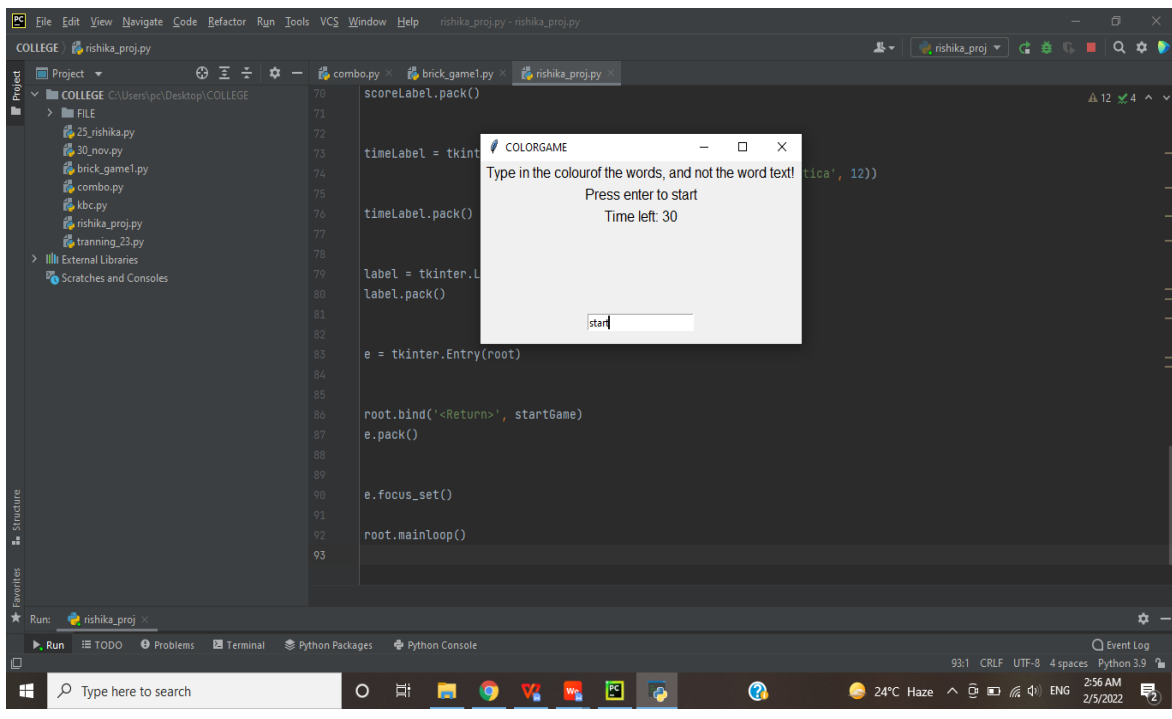 File Edit View Navigate Code Refactor Run Tools VCS Window Help rishika_proj.py - rishika_proj.py
COLLEGE rishika_proj.py
rishika_proj
Project
combo.py
brick_game1.py
rishika_proj.py
Project
COLLEGE C:\Users\pc\Desktop\COLLEGE
FILE
25_rishika.py
30_nov.py
brick_game1.py
combo.py
kbc.py
rishika_proj.py
tranning_23.py
External Libraries
Scratches and Consoles
12 4
70 scoreLabel.pack()
71
72
73 timeLabel = tkint
74 tica', 12))
75
76 timeLabel.pack()
77
78
79 label = tkinter.L
80 label.pack()
81
82
83 e = tkinter.Entry(root)
84
85
86 root.bind('<Return>', startGame)
87 e.pack()
88
89
90 e.focus_set()
91
92 root.mainloop()
93
COLORGAME
Type in the colourof the words, and not the word text!
Press enter to start
Time left: 30
start
Structure
Favorites
Run: rishika_proj
Run TODO Problems Terminal Python Packages Python Console Event Log
93:1 CRLF UTF-8 4 spaces Python 3.9
Type here to search
24°C Haze ENG 2:56 AM
2/5/2022
2